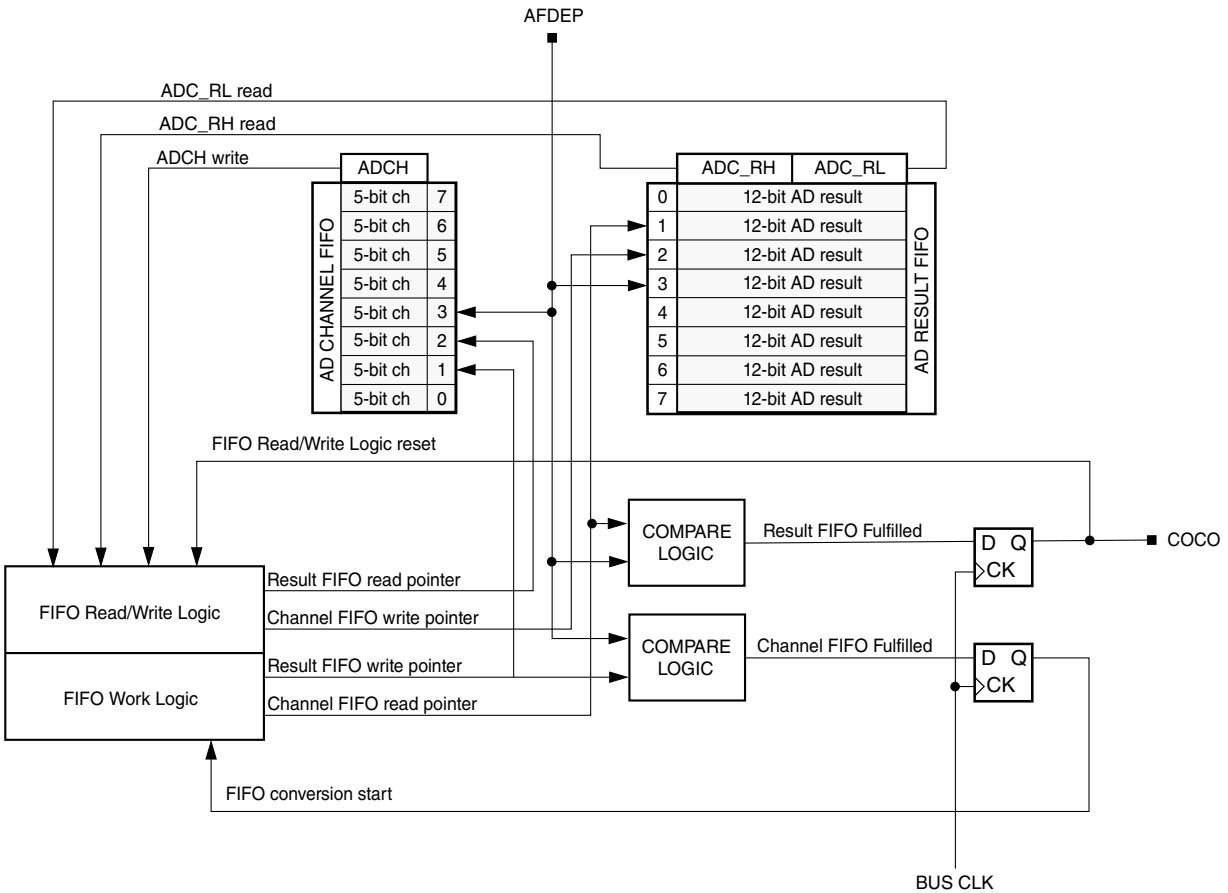 AFDEP
ADC_RL read
ADC_RH read
ADCH write
ADCH
ADC_RH ADC_RL
AD CHANNEL FIFO
5-bit ch 7
5-bit ch 6
5-bit ch 5
5-bit ch 4
5-bit ch 3
5-bit ch 2
5-bit ch 1
5-bit ch 0
0 12-bit AD result
1 12-bit AD result
2 12-bit AD result
3 12-bit AD result
4 12-bit AD result
5 12-bit AD result
6 12-bit AD result
7 12-bit AD result
AD RESULT FIFO
FIFO Read/Write Logic reset
COMPARE
LOGIC
Result FIFO Fulfilled
D Q
CK
COCO
FIFO Read/Write Logic
Result FIFO read pointer
Channel FIFO write pointer
COMPARE
LOGIC
Channel FIFO Fulfilled
D Q
CK
FIFO Work Logic
Result FIFO write pointer
Channel FIFO read pointer
FIFO conversion start
BUS CLK